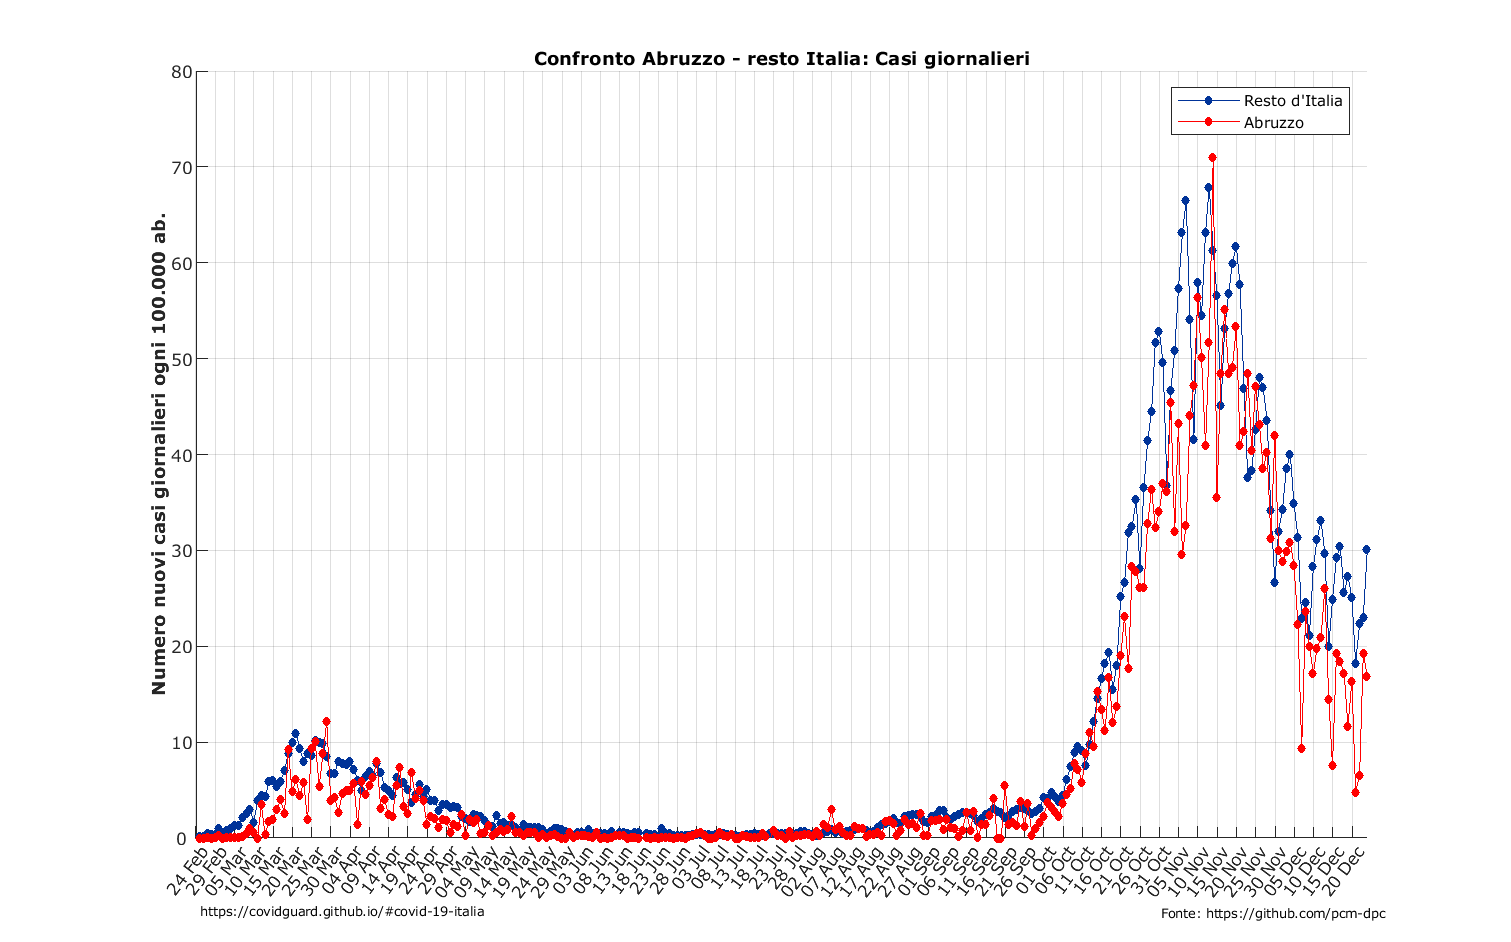 Confronto Abruzzo - resto Italia: Casi giornalieri
Resto d'Italia
Abruzzo
Numero nuovi casi giornalieri ogni 100.000 ab.
80
70
60
50
40
30
20
10
0
24 Feb
29 Feb
05 Mar
10 Mar
15 Mar
20 Mar
25 Mar
30 Mar
04 Apr
09 Apr
14 Apr
19 Apr
24 Apr
29 Apr
04 May
09 May
14 May
19 May
24 May
29 May
03 Jun
08 Jun
13 Jun
18 Jun
23 Jun
28 Jun
03 Jul
08 Jul
13 Jul
18 Jul
23 Jul
28 Jul
02 Aug
07 Aug
12 Aug
17 Aug
22 Aug
27 Aug
01 Sep
06 Sep
11 Sep
16 Sep
21 Sep
26 Sep
01 Oct
06 Oct
11 Oct
16 Oct
21 Oct
26 Oct
31 Oct
05 Nov
10 Nov
15 Nov
20 Nov
25 Nov
30 Nov
05 Dec
10 Dec
15 Dec
20 Dec
https://covidguard.github.io/#covid-19-italia
Fonte: https://github.com/pcm-dpc